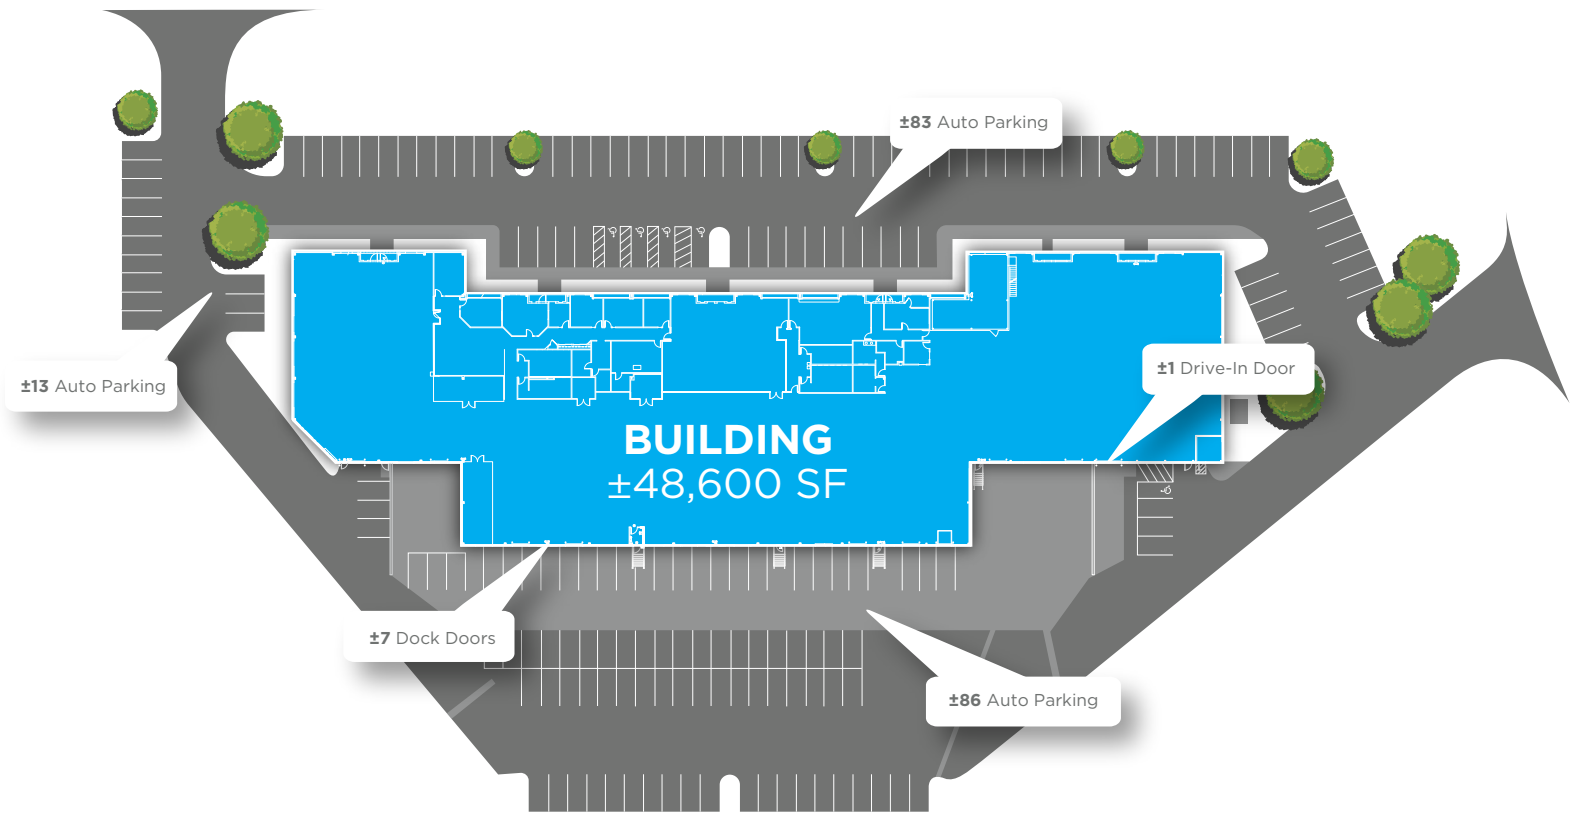 ±83 Auto Parking
±13 Auto Parking
±1 Drive-In Door
BUILDING
±48,600 SF
±7 Dock Doors
±86 Auto Parking